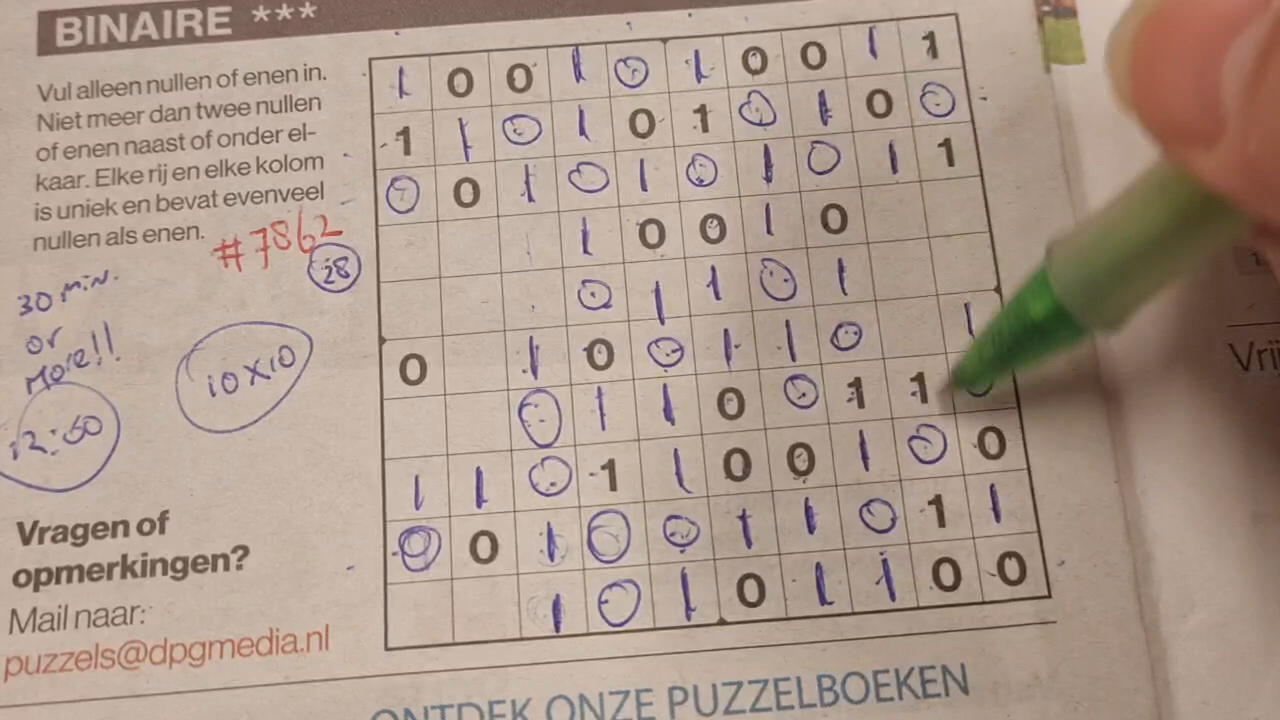 BINAIRE ***
Vul alleen nullen of enen in.
Niet meer dan twee nullen
of enen naast of onder el-
kaar. Elke rij en elke kolom
is uniek en bevat evenveel
nullen als enen.
#7862
28
30 min.
or
More!!
10x10
Vragen of
opmerkingen?
Mail naar:
puzzels@dpgmedia.nl
1 0 0 1 0 1 0 0 1 1
1 1 0 1 0 1 0 1 0 0
0 0 1 0 1 0 1 0 1 1
1 0 0 1 0
0 1 1 0 1
0 1 0 0 1 1 0 1
0 1 1 0 0 1 1 0
1 1 0 1 1 0 0 1 0 0
0 0 1 0 0 1 1 0 1 1
1 0 1 0 1 1 0 0
ONTDEK ONZE PUZZELBOEKEN
Vrij